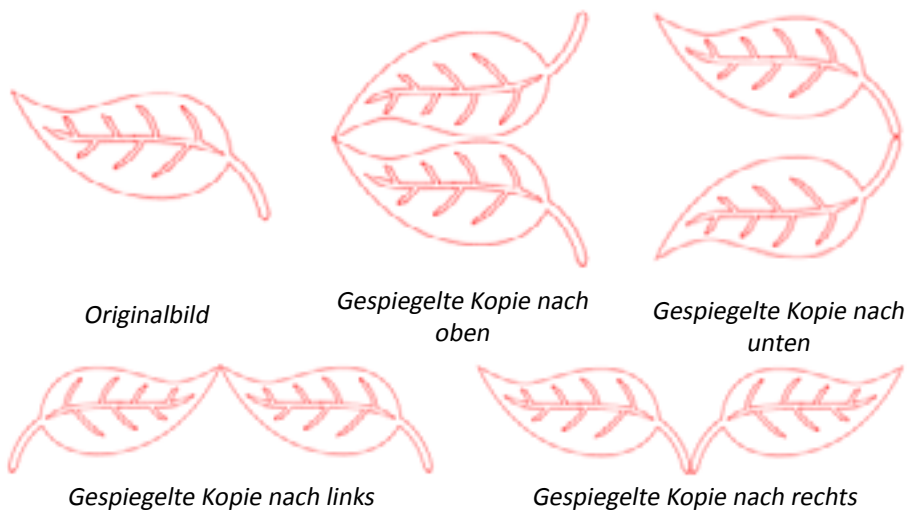 Originalbild
Gespiegelte Kopie nach
oben
Gespiegelte Kopie nach
unten
Gespiegelte Kopie nach links
Gespiegelte Kopie nach rechts